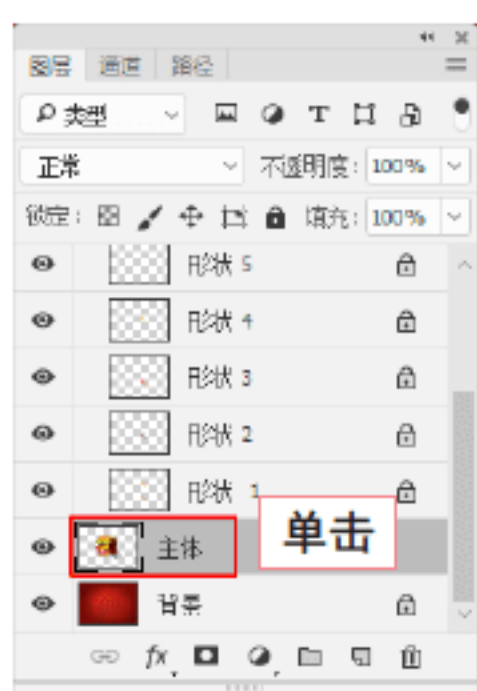 图层 通道 路径
类型
正常 不透明度: 100%
锁定: 填充: 100%
形状 5
形状 4
形状 3
形状 2
形状 1
单击
主体
背景
fx